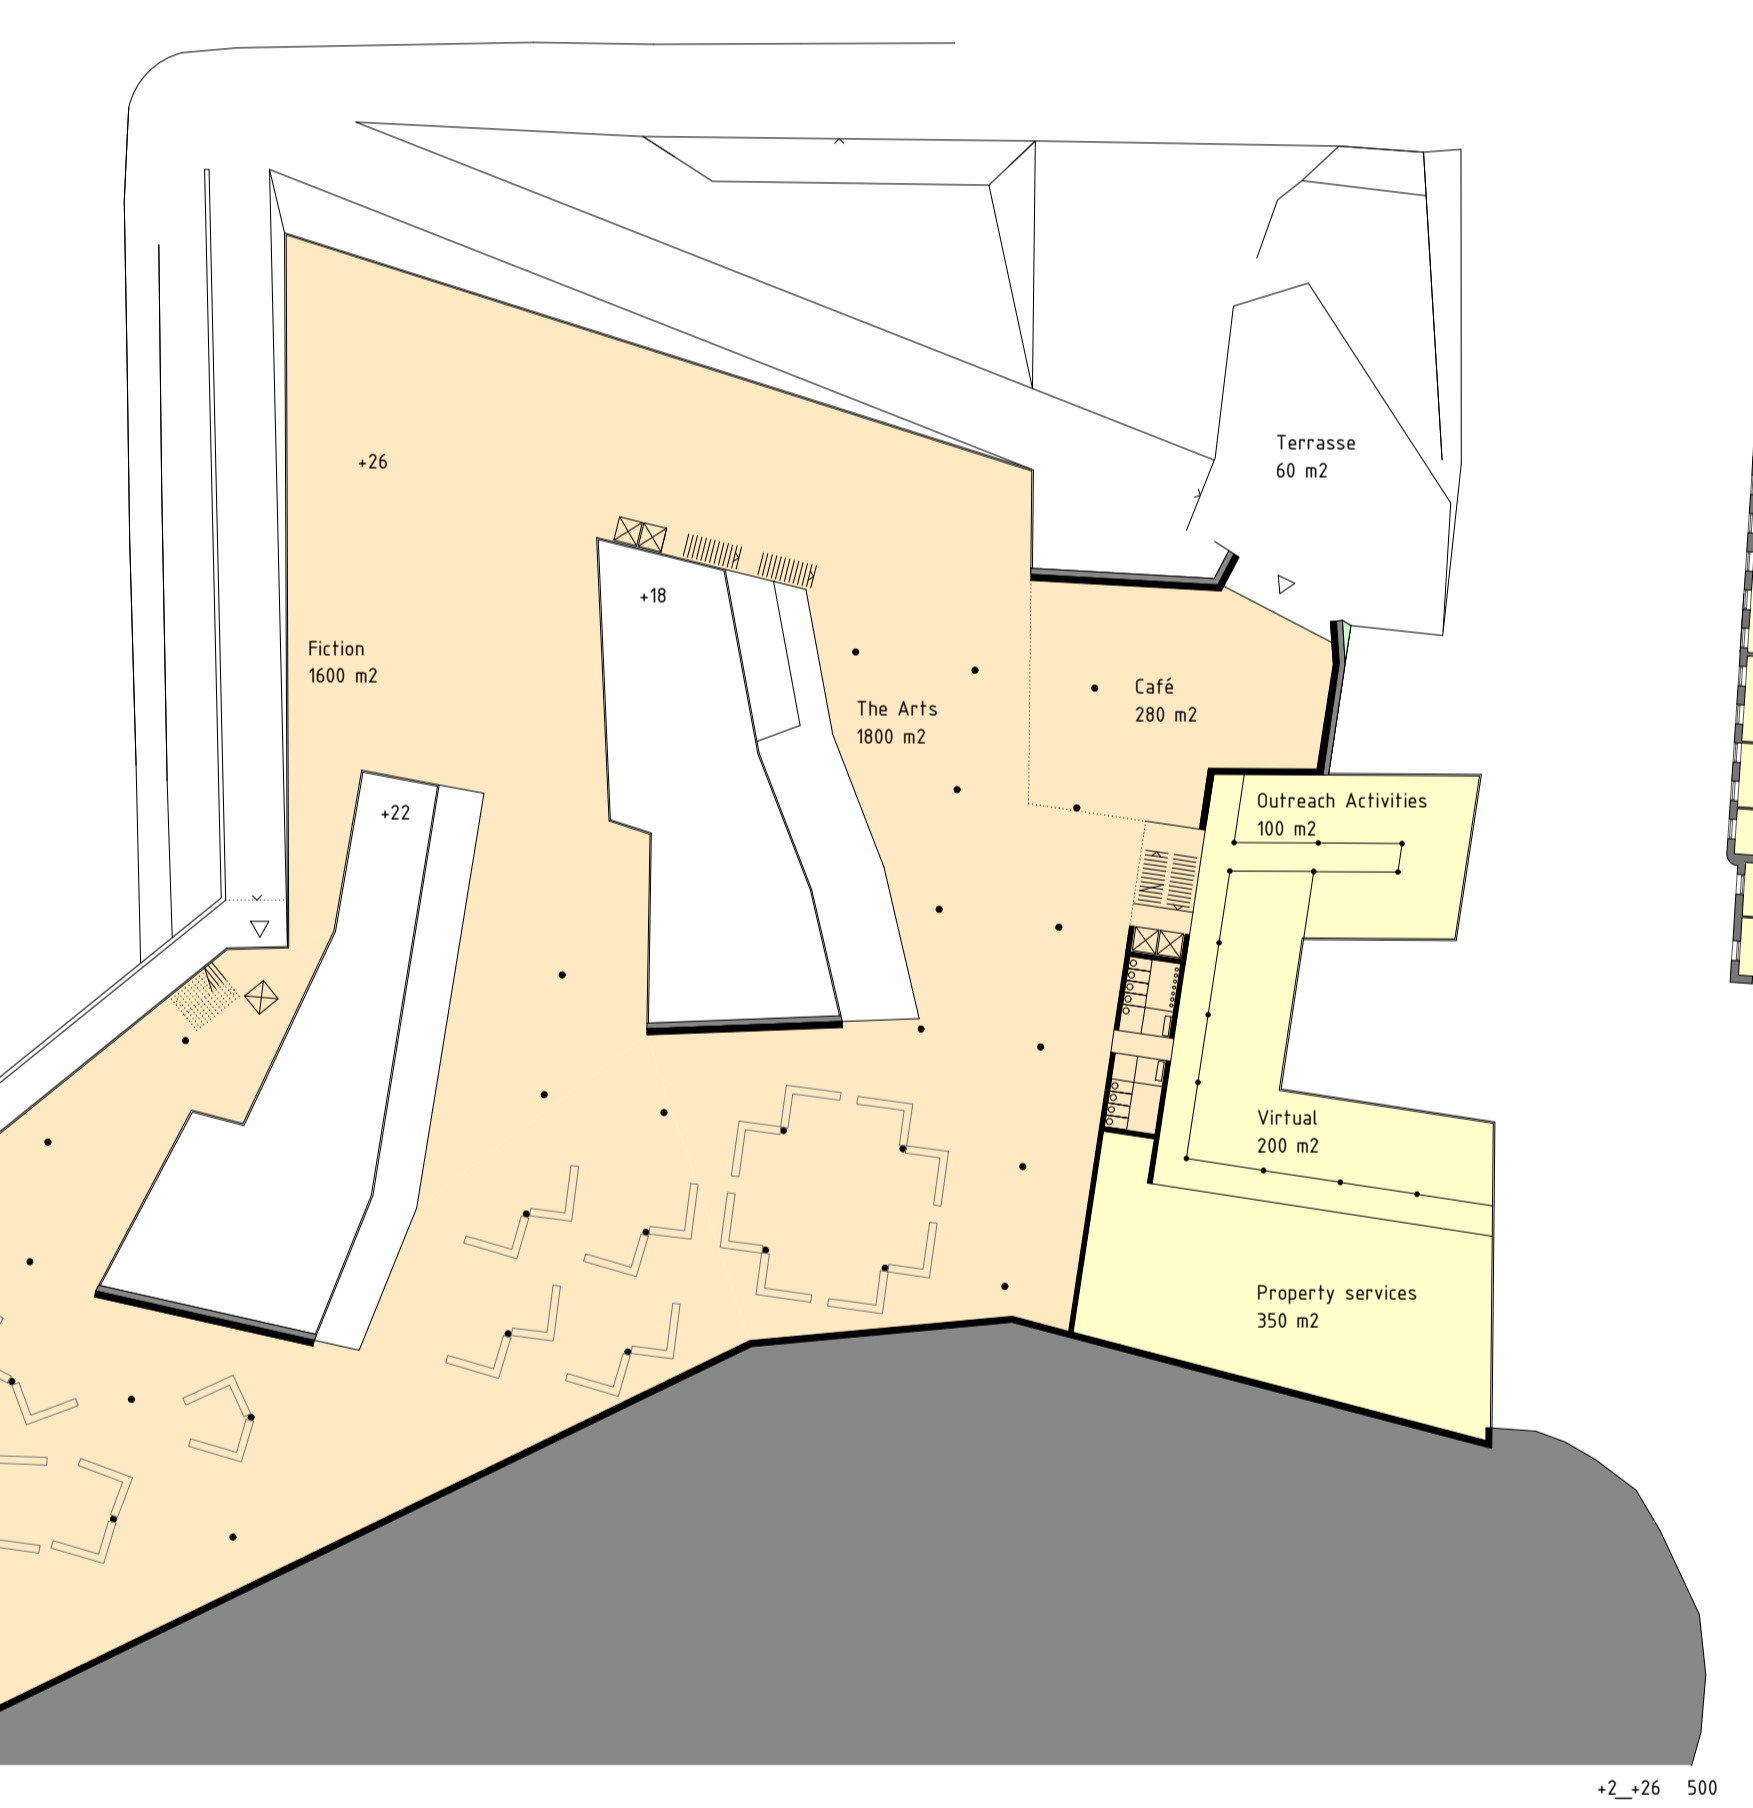 Terrasse
60 m2
+26
+18
Fiction
1600 m2
Café
280 m2
The Arts
1800 m2
Outreach Activities
100 m2
+22
Virtual
200 m2
Property services
350 m2
+2__+26 500